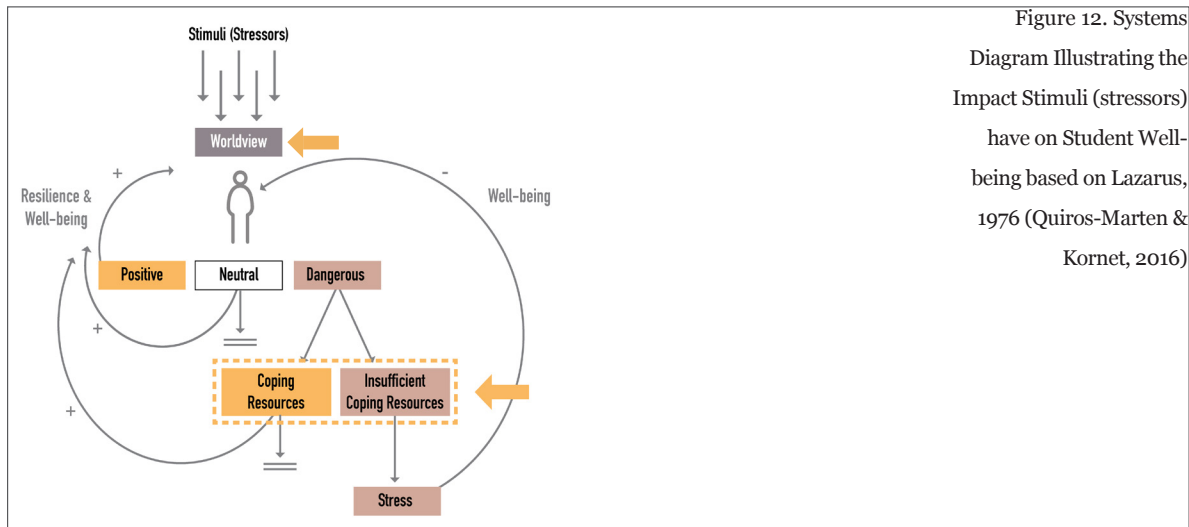 Stimuli (Stressors)
Worldview
+
-
Resilience &
Well-being
Well-being
Positive
Neutral
Dangerous
+
+
Coping
Resources
Insufficient
Coping Resources
Stress
Figure 12. Systems
Diagram Illustrating the
Impact Stimuli (stressors)
have on Student Well-
being based on Lazarus,
1976 (Quiros-Marten &
Kornet, 2016)